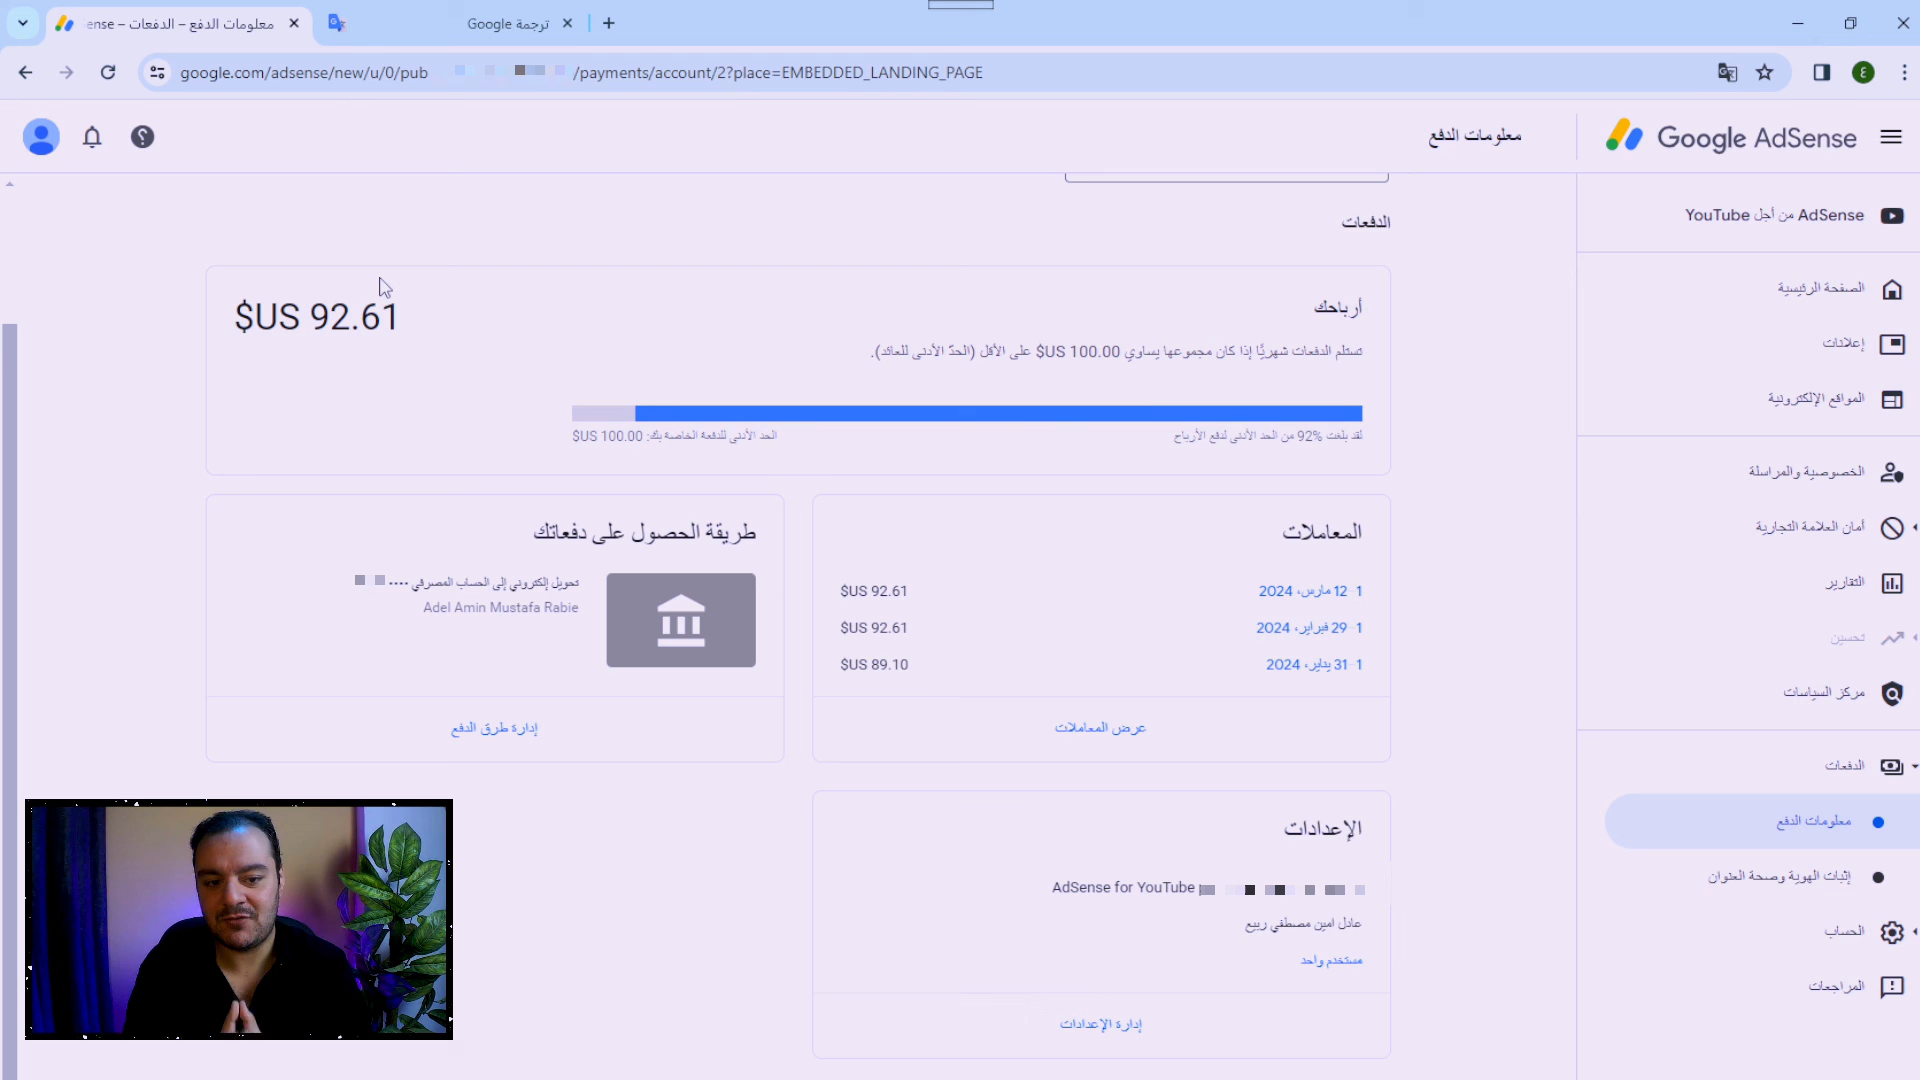 معلومات الدفع – الدفعات – ense
ترجمة Google
google.com/adsense/new/u/0/pub
/payments/account/2?place=EMBEDDED_LANDING_PAGE
ع
Google AdSense
معلومات الدفع
AdSense من أجل YouTube
الصفحة الرئيسية
إعلانات
المواقع الإلكترونية
الخصوصية والمراسلة
أمان العلامة التجارية
التقارير
تحسين
مركز السياسات
الدفعات
معلومات الدفع
إثبات الهوية وصحة العنوان
الحساب
المراجعات
الدفعات
أرباحك
$US 92.61
تستلم الدفعات شهريًا إذا كان مجموعها يساوي 100.00 US$ على الأقل (الحدّ الأدنى للعائد).
لقد بلغت 92% من الحد الأدنى لدفع الأرباح
الحد الأدنى للدفعة الخاصة بك: 100.00 US$
المعاملات
1–12 مارس، 2024
$US 92.61
1–29 فبراير، 2024
$US 92.61
1–31 يناير، 2024
$US 89.10
عرض المعاملات
طريقة الحصول على دفعاتك
تحويل إلكتروني إلى الحساب المصرفي ••••
Adel Amin Mustafa Rabie
إدارة طرق الدفع
الإعدادات
AdSense for YouTube
عادل امين مصطفي ربيع
مستخدم واحد
إدارة الإعدادات